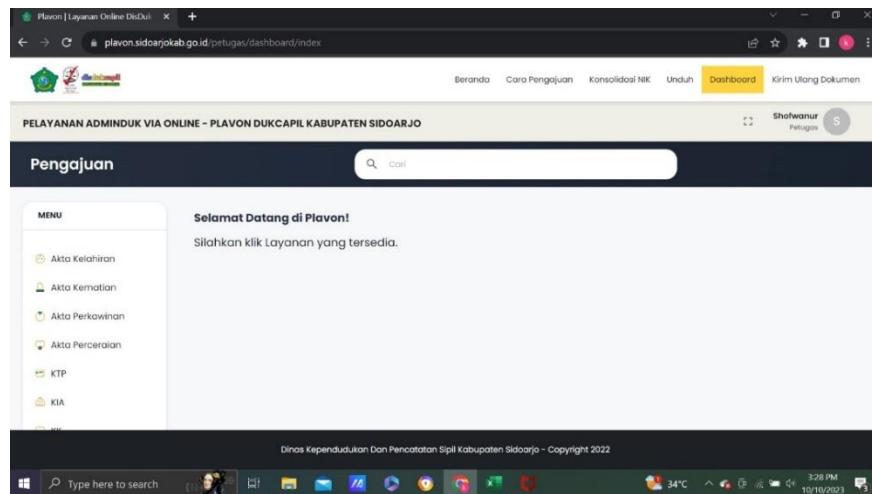 Plavon | Layanan Online DisDuk
plavon.sidoarjokab.go.id/petugas/dashboard/index
Beranda Cara Pengajuan Konsolidasi NIK Unduh Dashboard Kirim Ulang Dokumen
PELAYANAN ADMINDUK VIA ONLINE - PLAVON DUKCAPIL KABUPATEN SIDOARJO
Shofwanur
Petugas
S
Pengajuan
Cari
MENU
Selamat Datang di Plavon!
Silahkan klik Layanan yang tersedia.
Akta Kelahiran
Akta Kematian
Akta Perkawinan
Akta Perceraian
KTP
KIA
Dinas Kependudukan Dan Pencatatan Sipil Kabupaten Sidoarjo - Copyright 2022
Type here to search
34°C
3:28 PM
10/10/2023